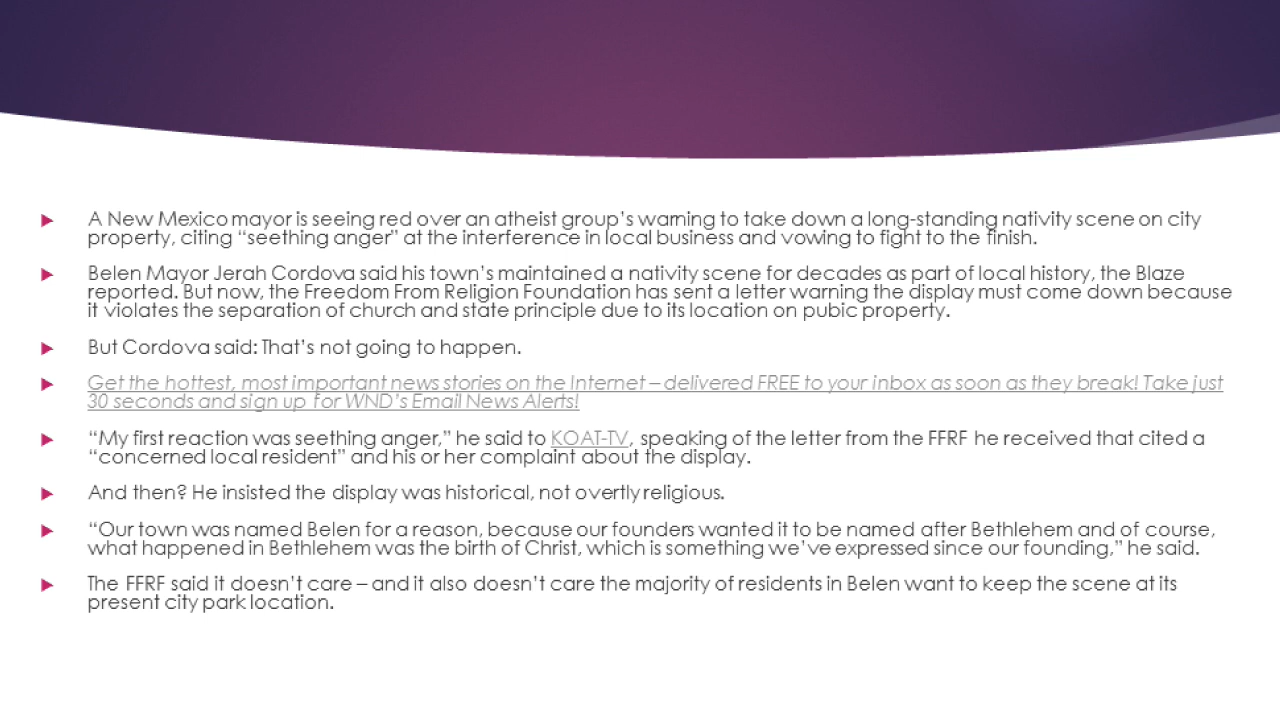 A New Mexico mayor is seeing red over an atheist group’s warning to take down a long-standing nativity scene on city
property, citing “seething anger” at the interference in local business and vowing to fight to the finish.
Belen Mayor Jerah Cordova said his town’s maintained a nativity scene for decades as part of local history, the Blaze
reported. But now, the Freedom From Religion Foundation has sent a letter warning the display must come down because
it violates the separation of church and state principle due to its location on pubic property.
But Cordova said: That’s not going to happen.
Get the hottest, most important news stories on the Internet – delivered FREE to your inbox as soon as they break! Take just
30 seconds and sign up for WND’s Email News Alerts!
“My first reaction was seething anger,” he said to KOAT-TV, speaking of the letter from the FFRF he received that cited a
“concerned local resident” and his or her complaint about the display.
And then? He insisted the display was historical, not overtly religious.
“Our town was named Belen for a reason, because our founders wanted it to be named after Bethlehem and of course,
what happened in Bethlehem was the birth of Christ, which is something we’ve expressed since our founding,” he said.
The FFRF said it doesn’t care – and it also doesn’t care the majority of residents in Belen want to keep the scene at its
present city park location.